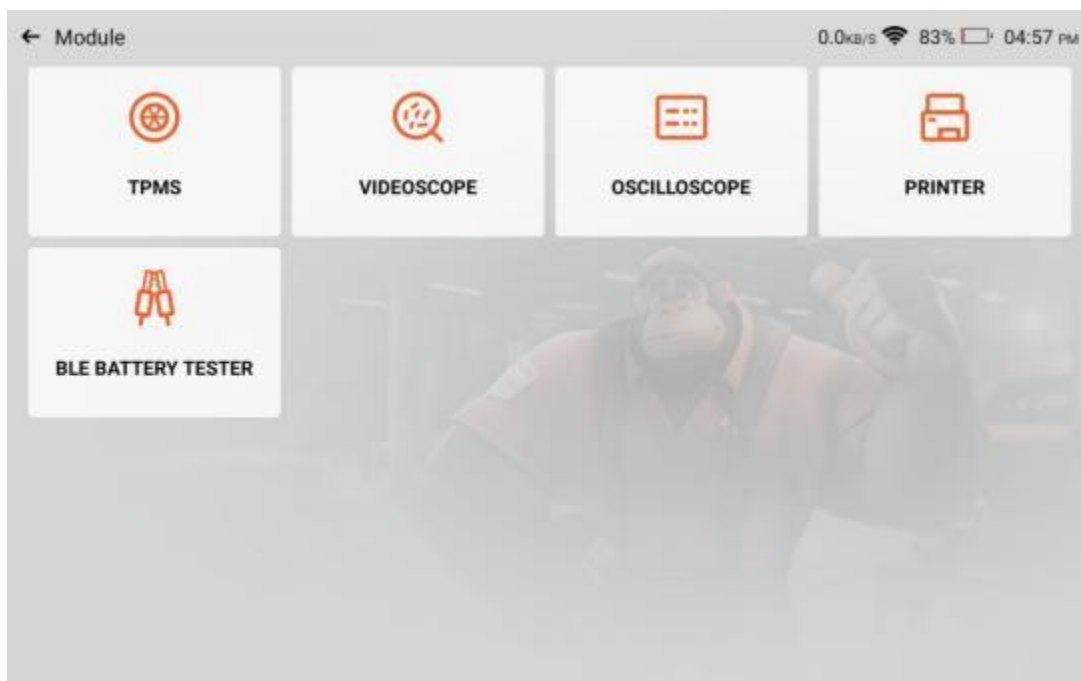 ← Module
0.0KB/S 83% 04:57 PM
TPMS
VIDEOSCOPE
OSCILLOSCOPE
PRINTER
BLE BATTERY TESTER